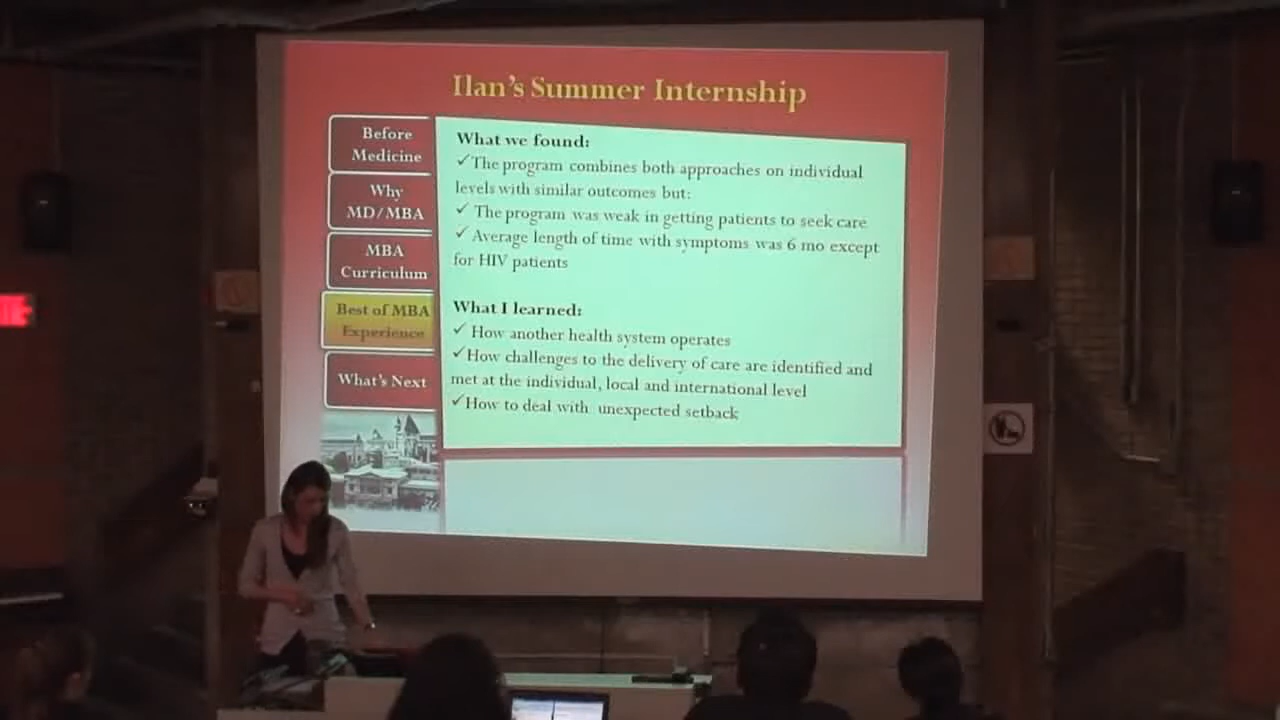 Ilan's Summer Internship
Before
Medicine
Why
MD/MBA
MBA
Curriculum
Best of MBA
Experience
What's Next
What we found:
✓The program combines both approaches on individual
levels with similar outcomes but:
✓ The program was weak in getting patients to seek care
✓ Average length of time with symptoms was 6 mo except
for HIV patients
What I learned:
✓ How another health system operates
✓How challenges to the delivery of care are identified and
met at the individual, local and international level
✓How to deal with unexpected setback